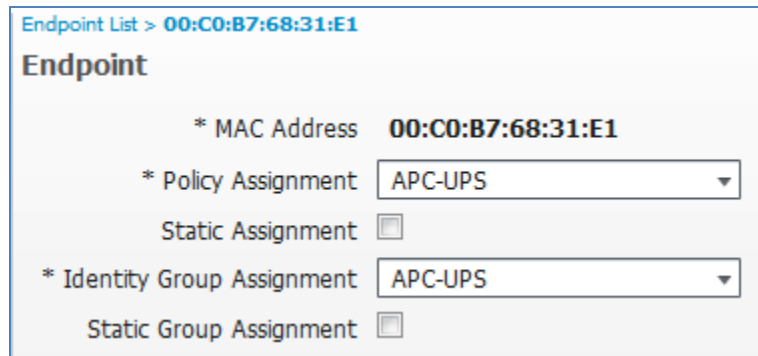 Endpoint List > 00:C0:B7:68:31:E1
Endpoint
* MAC Address 00:C0:B7:68:31:E1
* Policy Assignment APC-UPS
Static Assignment
* Identity Group Assignment APC-UPS
Static Group Assignment